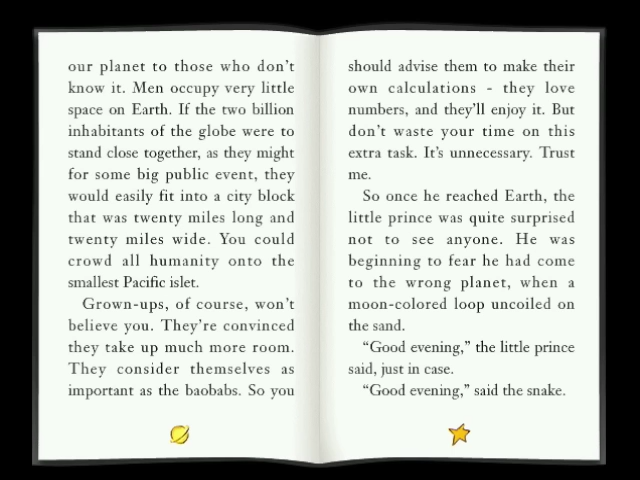 our planet to those who don't
know it. Men occupy very little
space on Earth. If the two billion
inhabitants of the globe were to
stand close together, as they might
for some big public event, they
would easily fit into a city block
that was twenty miles long and
twenty miles wide. You could
crowd all humanity onto the
smallest Pacific islet.
Grown-ups, of course, won't
believe you. They're convinced
they take up much more room.
They consider themselves as
important as the baobabs. So you
should advise them to make their
own calculations - they love
numbers, and they'll enjoy it. But
don't waste your time on this
extra task. It's unnecessary. Trust
me.
So once he reached Earth, the
little prince was quite surprised
not to see anyone. He was
beginning to fear he had come
to the wrong planet, when a
moon-colored loop uncoiled on
the sand.
“Good evening,” the little prince
said, just in case.
“Good evening,” said the snake.